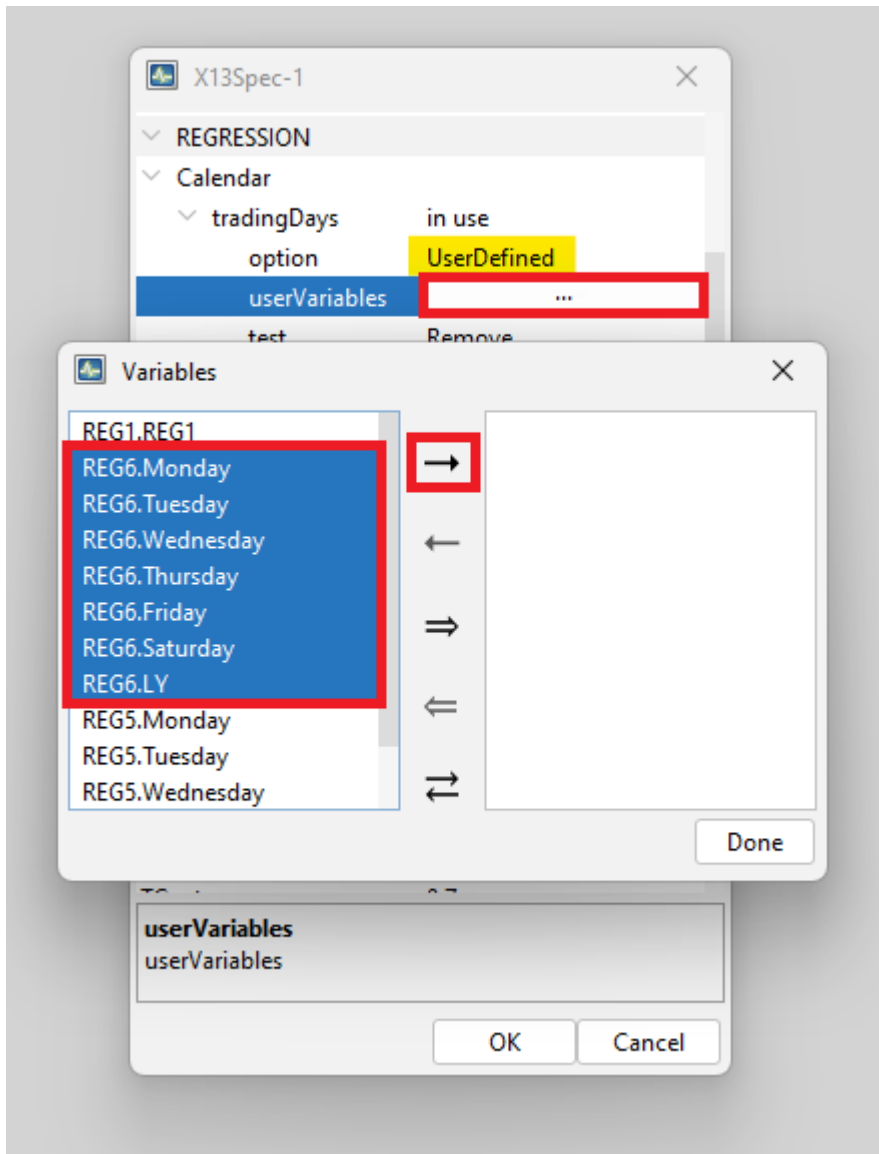 X13Spec-1
REGRESSION
Calendar
tradingDays in use
option UserDefined
userVariables ...
test Remove
Variables
REG1.REG1
REG6.Monday
REG6.Tuesday
REG6.Wednesday
REG6.Thursday
REG6.Friday
REG6.Saturday
REG6.LY
REG5.Monday
REG5.Tuesday
REG5.Wednesday
Done
userVariables
userVariables
OK Cancel